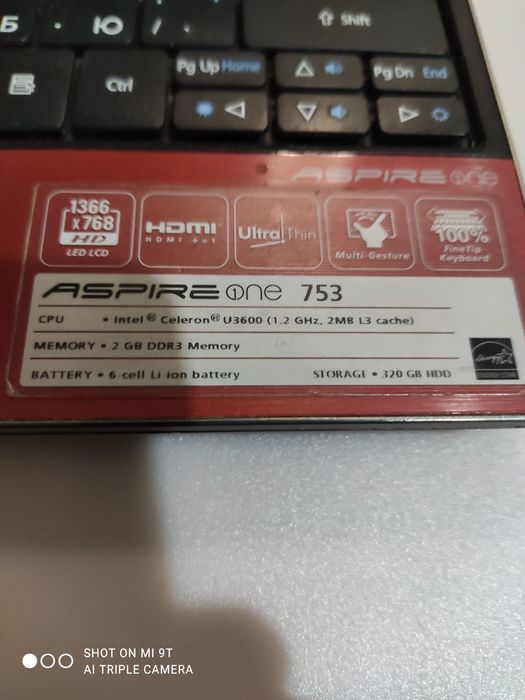 Б Ю / . Shift
Ctrl Pg Up Home Pg Dn End
ASPIRE one
1366 x768 HD LED LCD
HDMI HDMI out
Ultra Thin
Multi-Gesture
100% FineTip Keyboard
ASPIRE one 753
CPU • Intel® Celeron® U3600 (1.2 GHz, 2MB L3 cache)
MEMORY • 2 GB DDR3 Memory
BATTERY • 6-cell Li-ion battery STORAGE • 320 GB HDD
ENERGY STAR
SHOT ON MI 9T
AI TRIPLE CAMERA